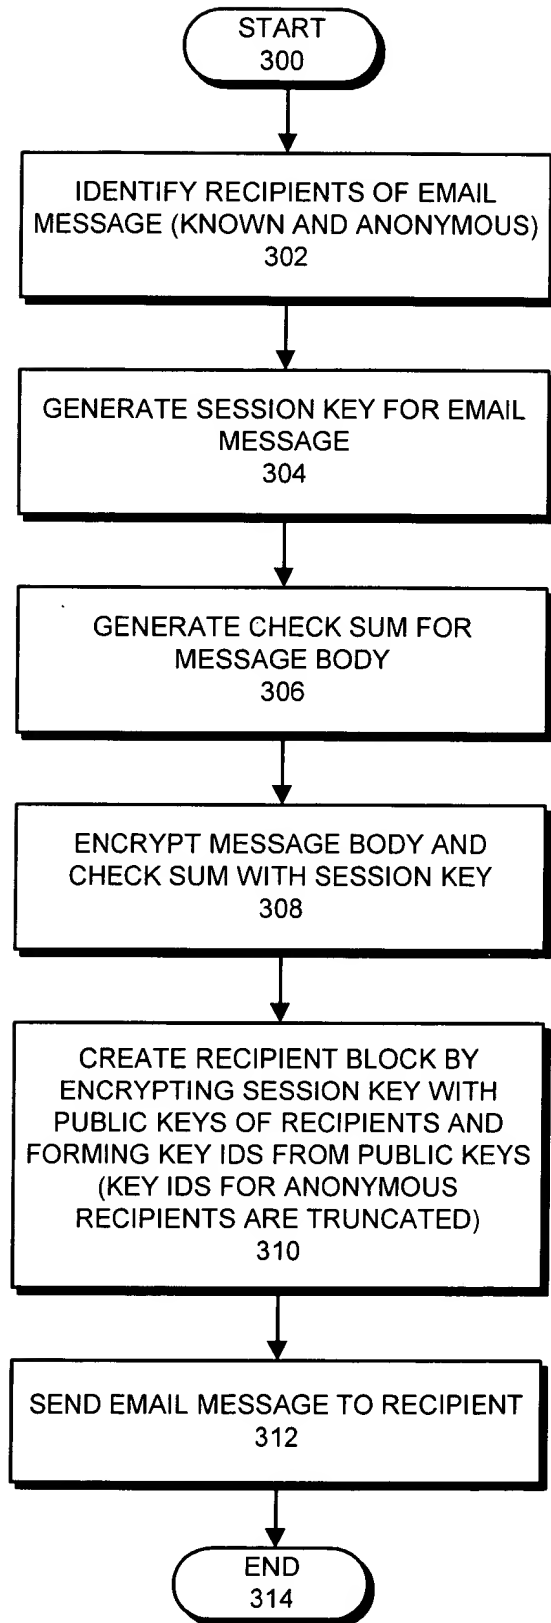 START
300
IDENTIFY RECIPIENTS OF EMAIL
MESSAGE (KNOWN AND ANONYMOUS)
302
GENERATE SESSION KEY FOR EMAIL
MESSAGE
304
GENERATE CHECK SUM FOR
MESSAGE BODY
306
ENCRYPT MESSAGE BODY AND
CHECK SUM WITH SESSION KEY
308
CREATE RECIPIENT BLOCK BY
ENCRYPTING SESSION KEY WITH
PUBLIC KEYS OF RECIPIENTS AND
FORMING KEY IDS FROM PUBLIC KEYS
(KEY IDS FOR ANONYMOUS
RECIPIENTS ARE TRUNCATED)
310
SEND EMAIL MESSAGE TO RECIPIENT
312
END
314